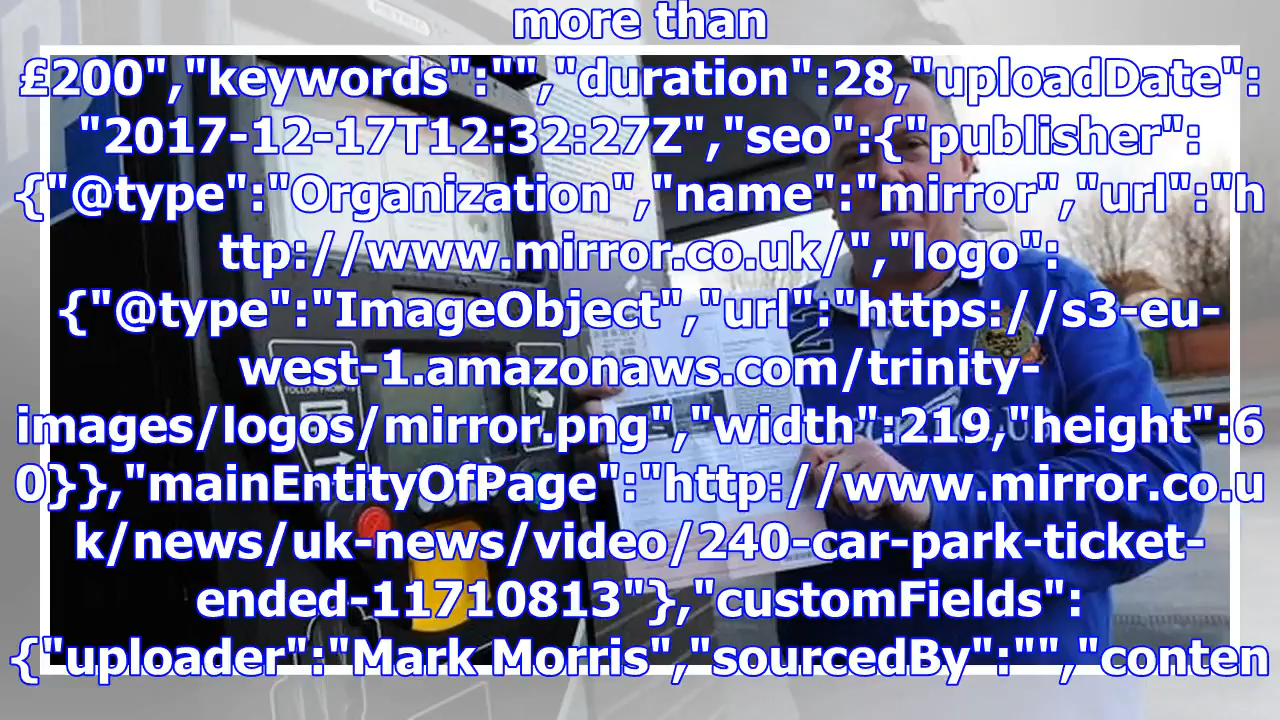 more than
£200","keywords":"","duration":28,"uploadDate":
"2017-12-17T12:32:27Z","seo":{"publisher":
{"@type":"Organization","name":"mirror","url":"h
ttp://www.mirror.co.uk/","logo":
{"@type":"ImageObject","url":"https://s3-eu-
west-1.amazonaws.com/trinity-
images/logos/mirror.png","width":219,"height":6
0}},"mainEntityOfPage":"http://www.mirror.co.u
k/news/uk-news/video/240-car-park-ticket-
ended-11710813"},"customFields":
{"uploader":"Mark Morris","sourcedBy":"","conten